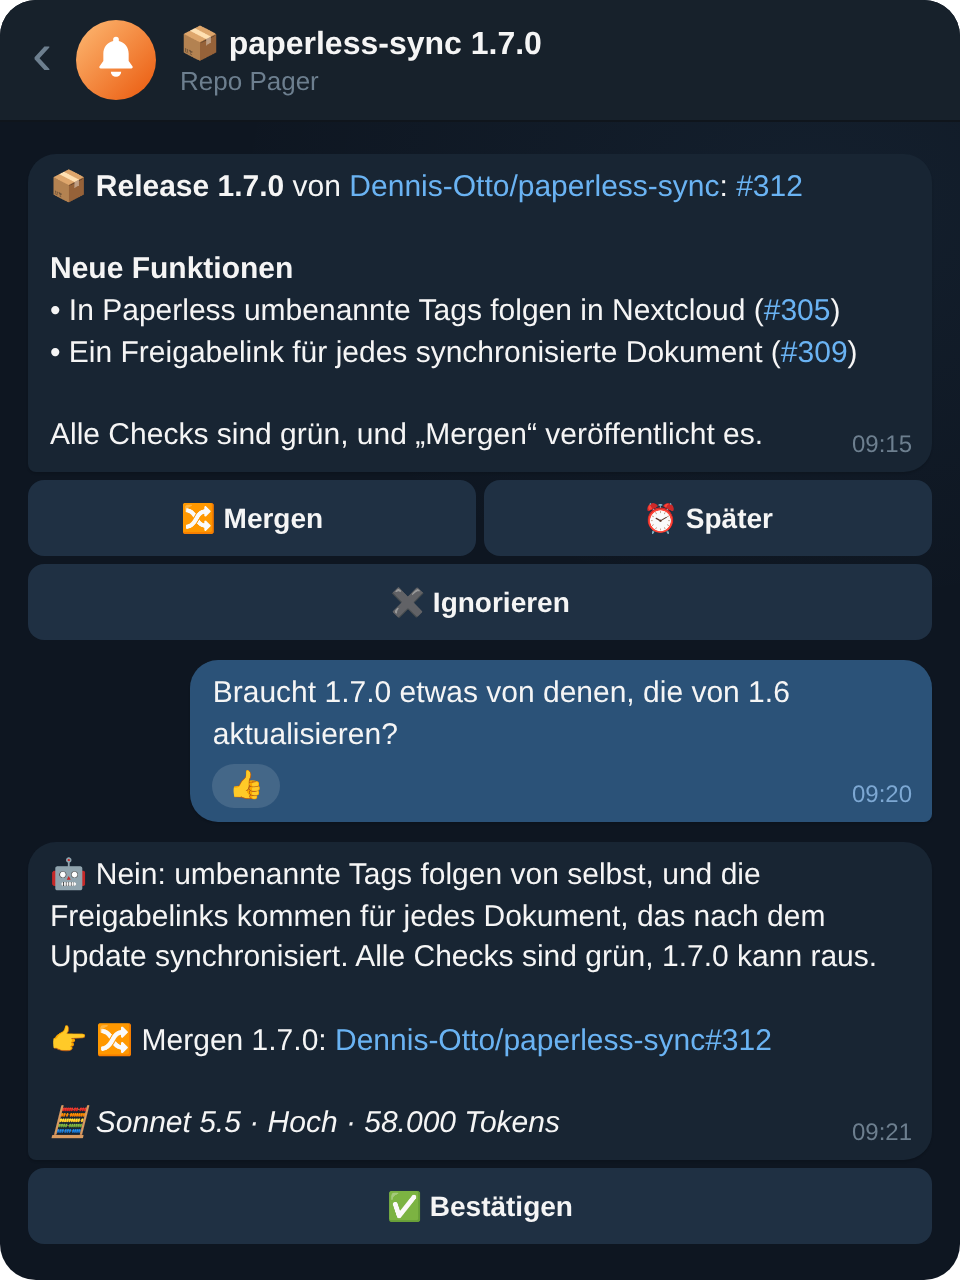 📦 paperless-sync 1.7.0
Repo Pager
📦 Release 1.7.0 von Dennis-Otto/paperless-sync: #312
Neue Funktionen
• In Paperless umbenannte Tags folgen in Nextcloud (#305)
• Ein Freigabelink für jedes synchronisierte Dokument (#309)
Alle Checks sind grün, und „Mergen“ veröffentlicht es.
09:15
🔀 Mergen
⏰ Später
✖️ Ignorieren
Braucht 1.7.0 etwas von denen, die von 1.6
aktualisieren?
👍
09:20
🤖 Nein: umbenannte Tags folgen von selbst, und die
Freigabelinks kommen für jedes Dokument, das nach dem
Update synchronisiert. Alle Checks sind grün, 1.7.0 kann raus.
👉 🔀 Mergen 1.7.0: Dennis-Otto/paperless-sync#312
🧮 Sonnet 5.5 · Hoch · 58.000 Tokens
09:21
✅ Bestätigen